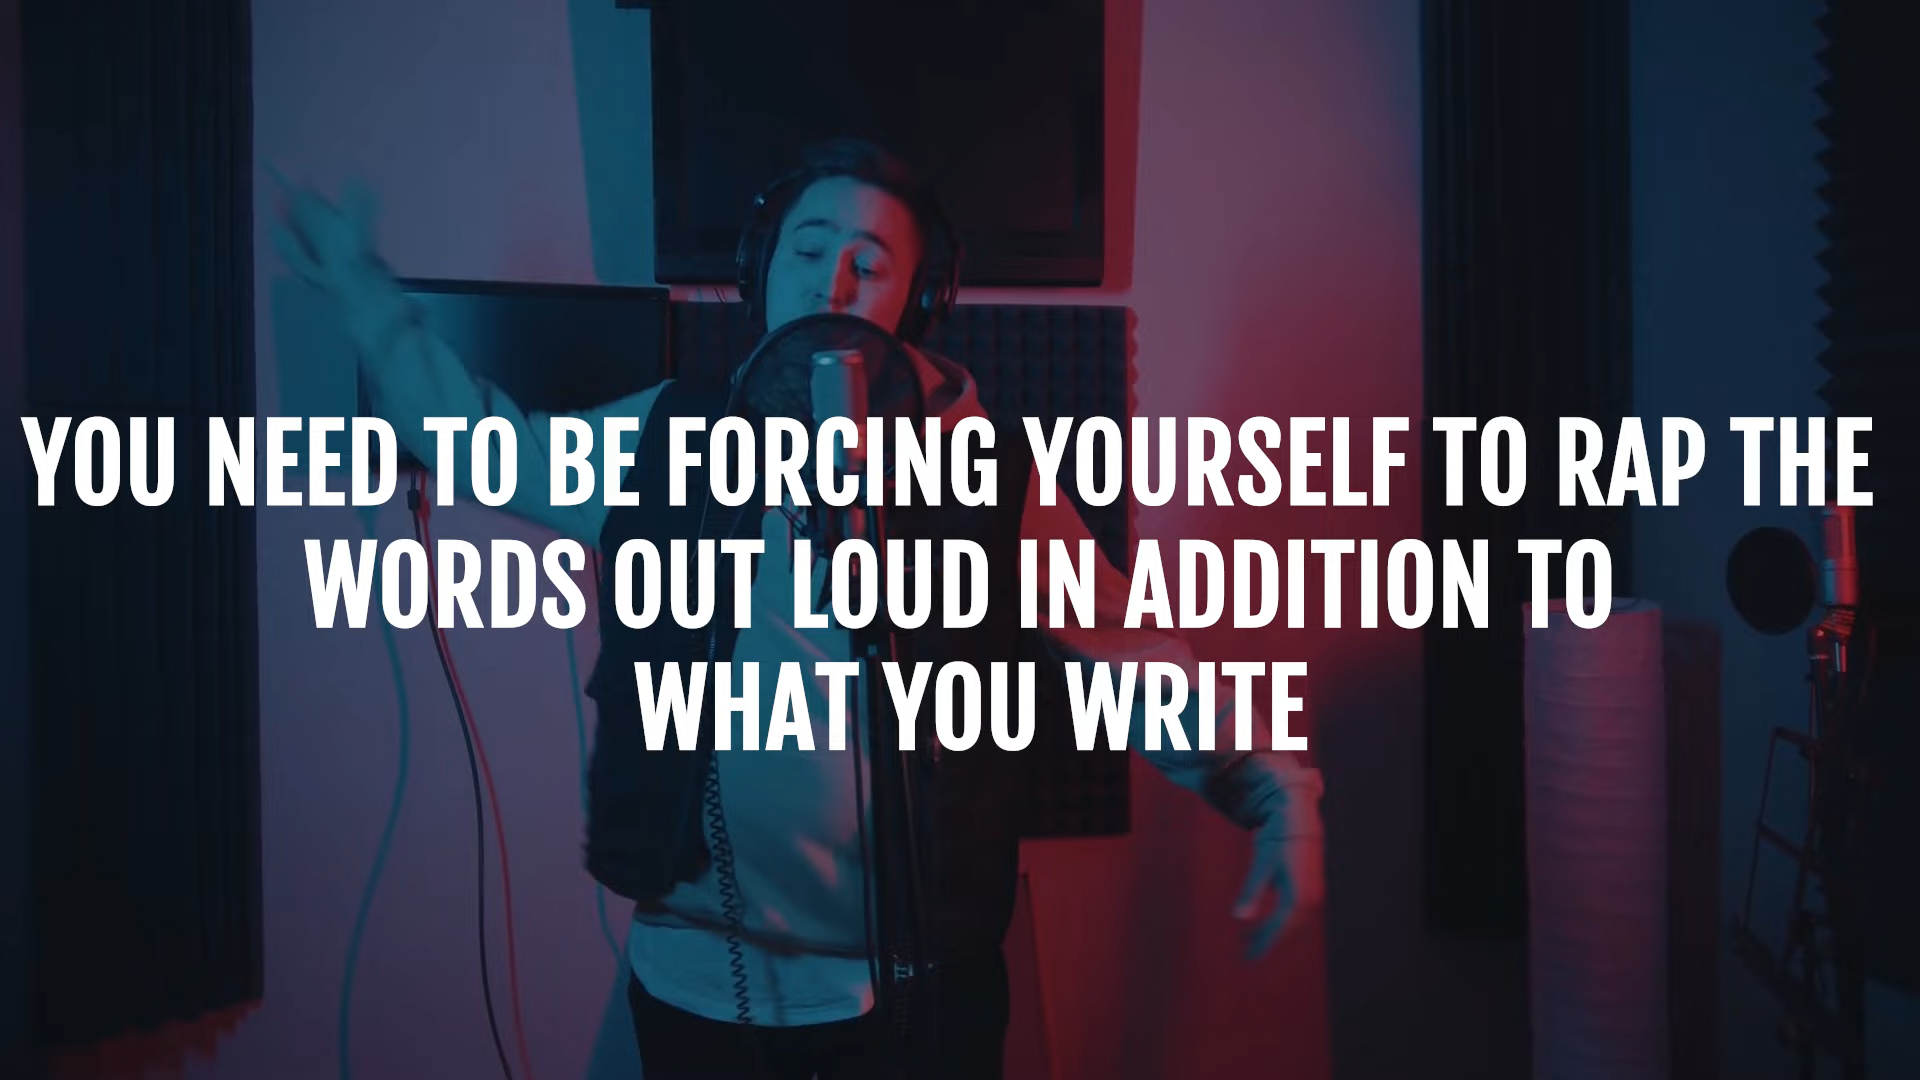 YOU NEED TO BE FORCING YOURSELF TO RAP THE
WORDS OUT LOUD IN ADDITION TO
WHAT YOU WRITE